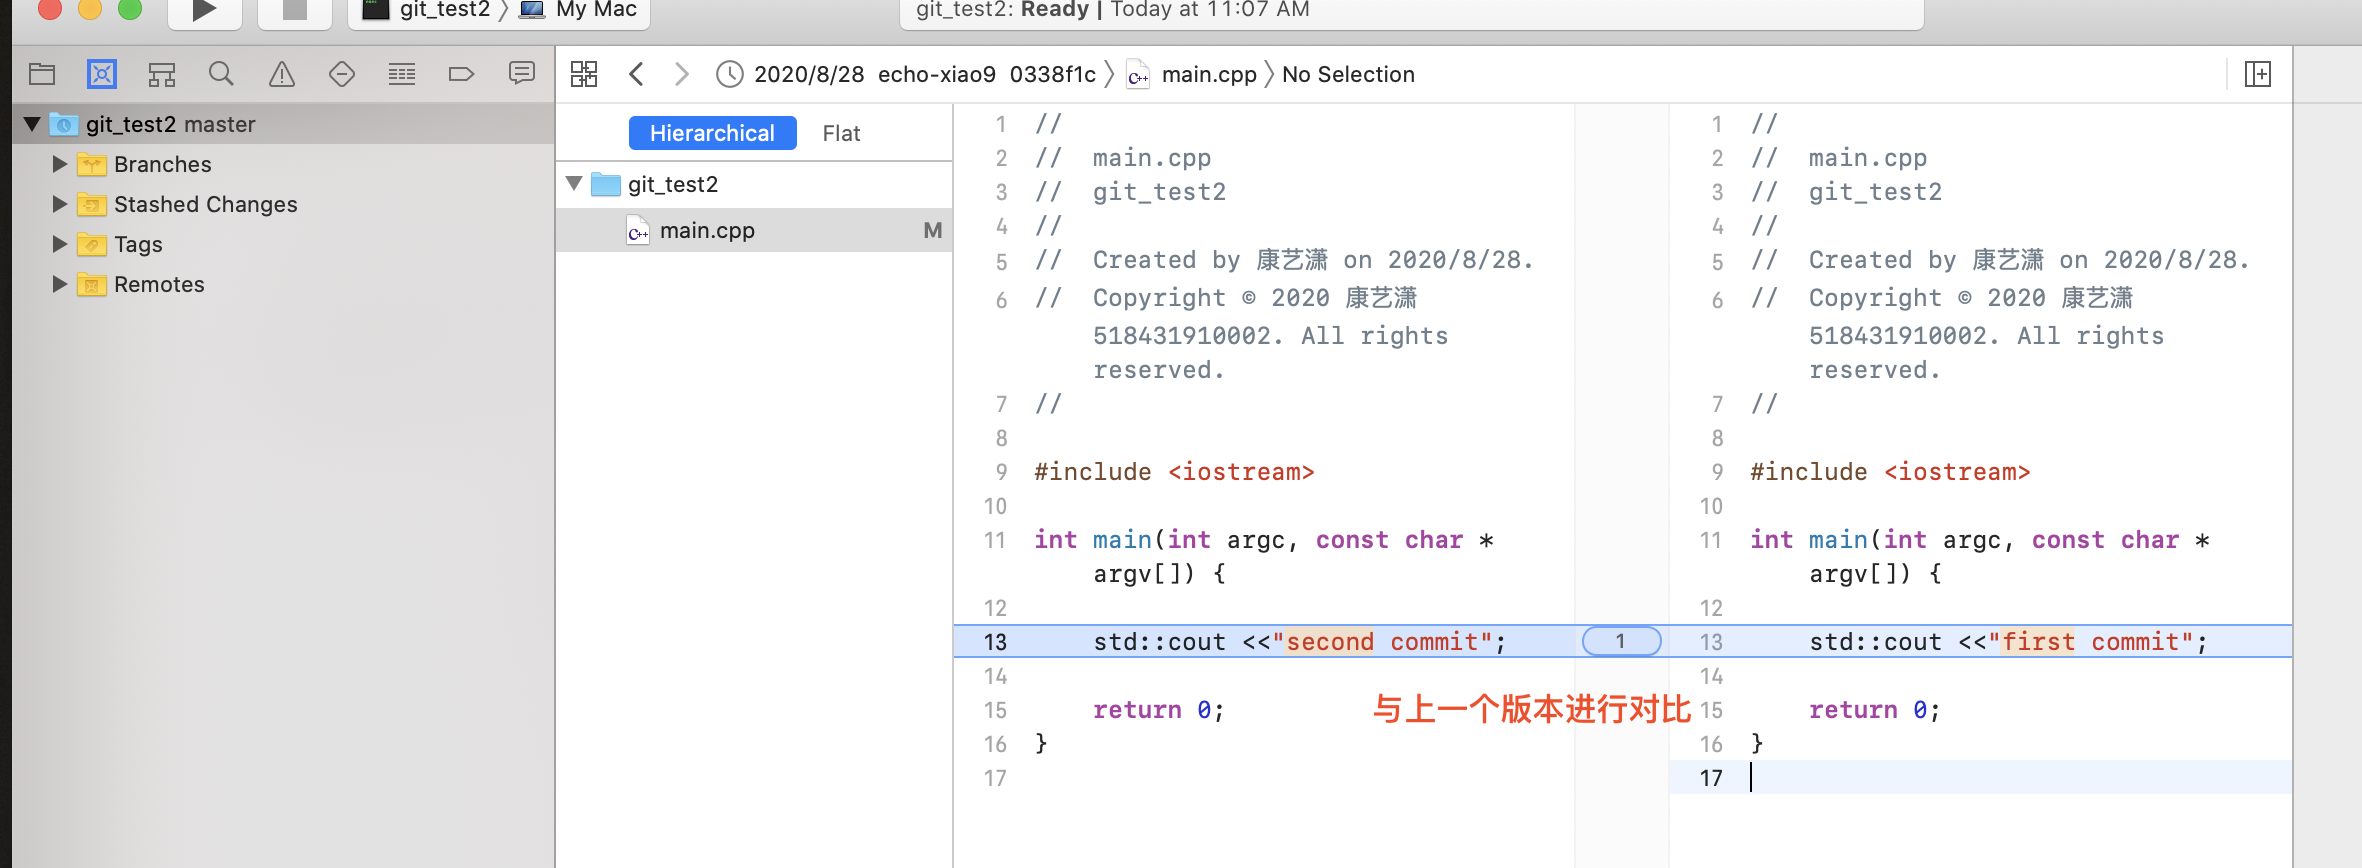 git_test2 〉 My Mac
git_test2: Ready | Today at 11:07 AM
2020/8/28 echo-xiao9 0338f1c 〉 main.cpp 〉 No Selection
git_test2 master
Branches
Stashed Changes
Tags
Remotes
Hierarchical Flat
git_test2
C++ main.cpp M
1 //
2 // main.cpp
3 // git_test2
4 //
5 // Created by 康艺潇 on 2020/8/28.
6 // Copyright © 2020 康艺潇
518431910002. All rights
reserved.
7 //
8
9 #include <iostream>
10
11 int main(int argc, const char *
argv[]) {
12
13 std::cout <<"second commit";
14
15 return 0;
16 }
17
1
与上一个版本进行对比
1 //
2 // main.cpp
3 // git_test2
4 //
5 // Created by 康艺潇 on 2020/8/28.
6 // Copyright © 2020 康艺潇
518431910002. All rights
reserved.
7 //
8
9 #include <iostream>
10
11 int main(int argc, const char *
argv[]) {
12
13 std::cout <<"first commit";
14
15 return 0;
16 }
17